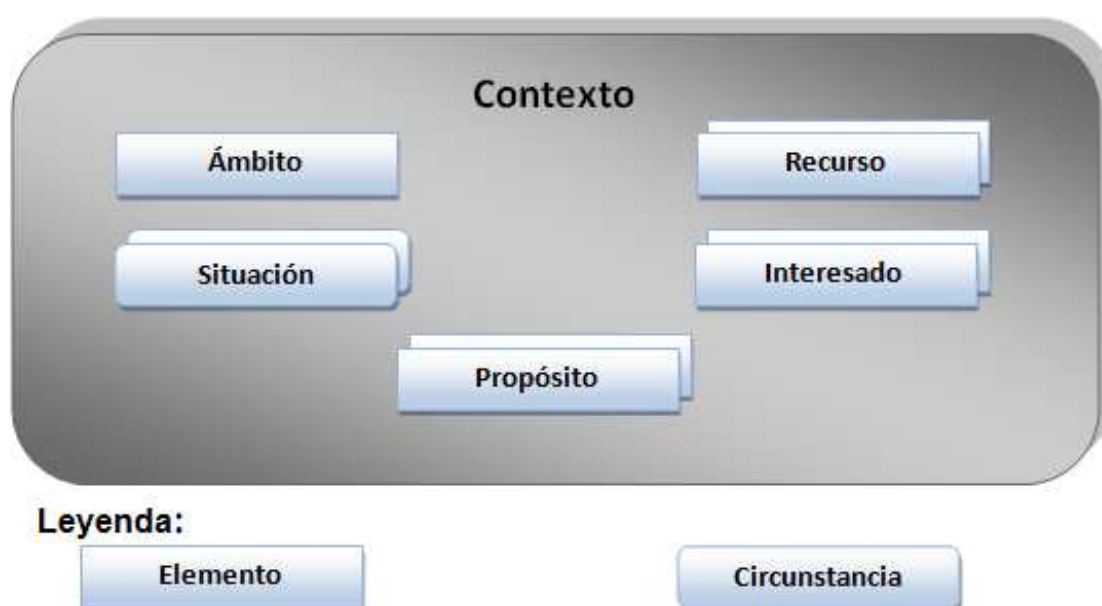 Contexto
Ámbito
Recurso
Situación
Interesado
Propósito
Leyenda:
Elemento
Circunstancia